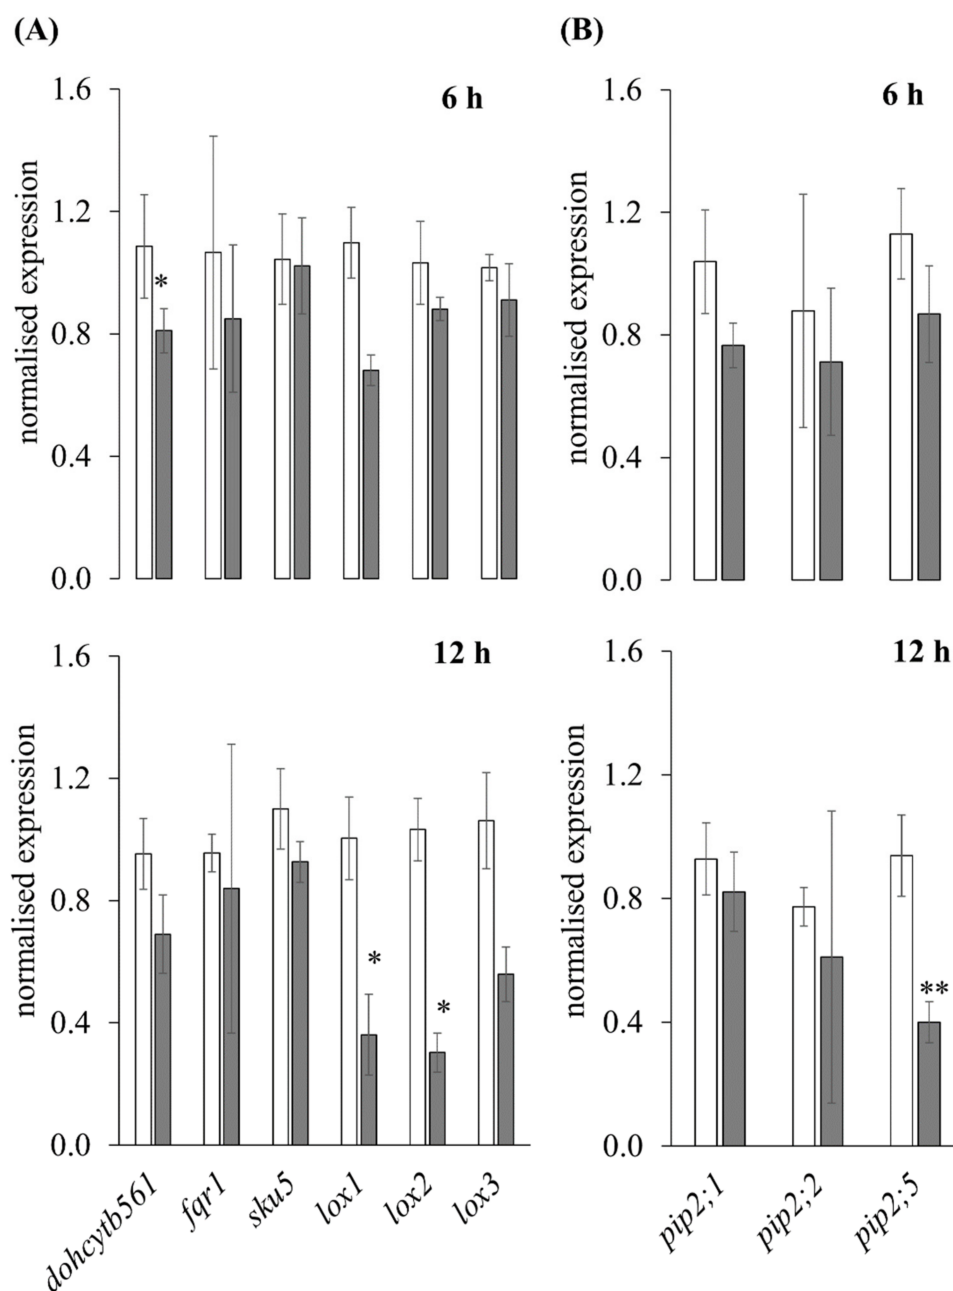 (A)
(B)
6 h
1.6
1.2
0.8
0.4
0.0
normalised expression
*
6 h
1.6
1.2
0.8
0.4
0.0
normalised expression
12 h
1.6
1.2
0.8
0.4
0.0
normalised expression
*
*
dohcytb561
fqr1
sku5
lox1
lox2
lox3
12 h
1.6
1.2
0.8
0.4
0.0
normalised expression
**
pip2;1
pip2;2
pip2;5